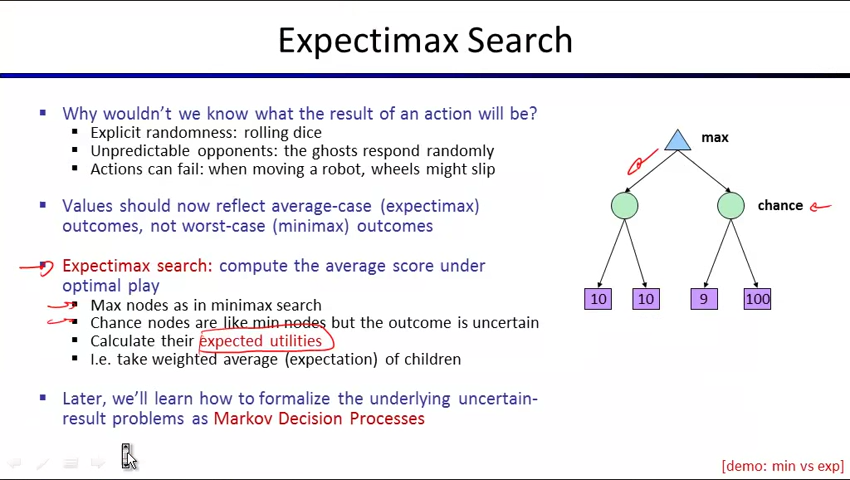 Expectimax Search
Why wouldn't we know what the result of an action will be?
Explicit randomness: rolling dice
Unpredictable opponents: the ghosts respond randomly
Actions can fail: when moving a robot, wheels might slip
Values should now reflect average-case (expectimax)
outcomes, not worst-case (minimax) outcomes
Expectimax search: compute the average score under
optimal play
Max nodes as in minimax search
Chance nodes are like min nodes but the outcome is uncertain
Calculate their expected utilities
I.e. take weighted average (expectation) of children
Later, we'll learn how to formalize the underlying uncertain-
result problems as Markov Decision Processes
max
chance
10 10 9 100
[demo: min vs exp]